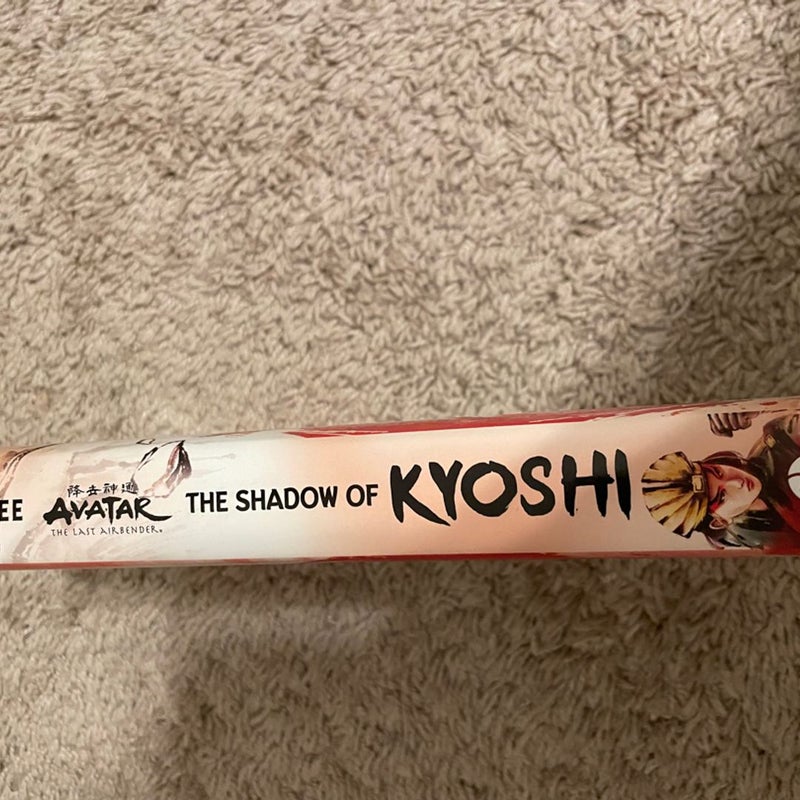 EE
降去神通
AVATAR
THE LAST AIRBENDER.
THE SHADOW OF KYOSHI